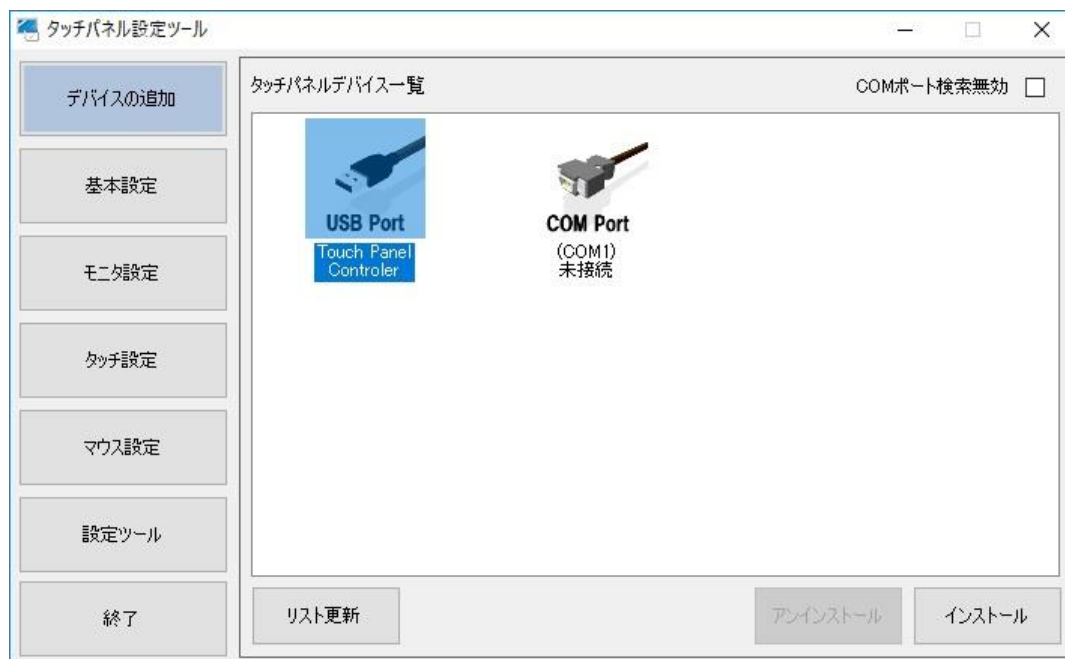 タッチパネル設定ツール
デバイスの追加
基本設定
モニタ設定
タッチ設定
マウス設定
設定ツール
終了
タッチパネルデバイス一覧
COMポート検索無効
USB Port
Touch Panel
Controler
COM Port
(COM1)
未接続
リスト更新
アンインストール
インストール